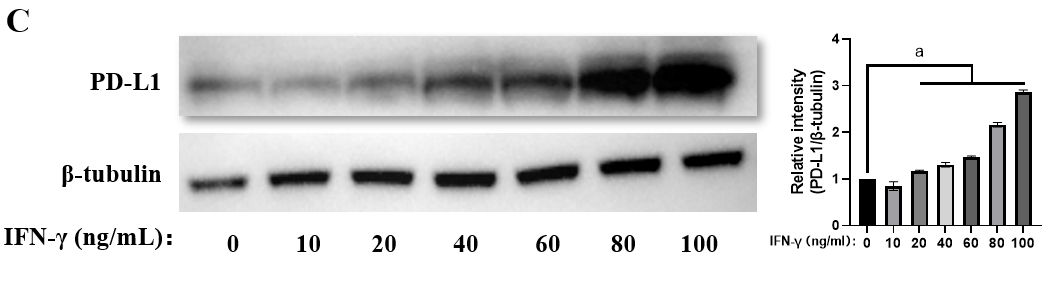 C
PD-L1
β-tubulin
IFN-γ (ng/mL):
0 10 20 40 60 80 100
Relative intensity
(PD-L1/β-tubulin)
4
3
2
1
0
a
IFN-γ (ng/ml):
0 10 20 40 60 80 100